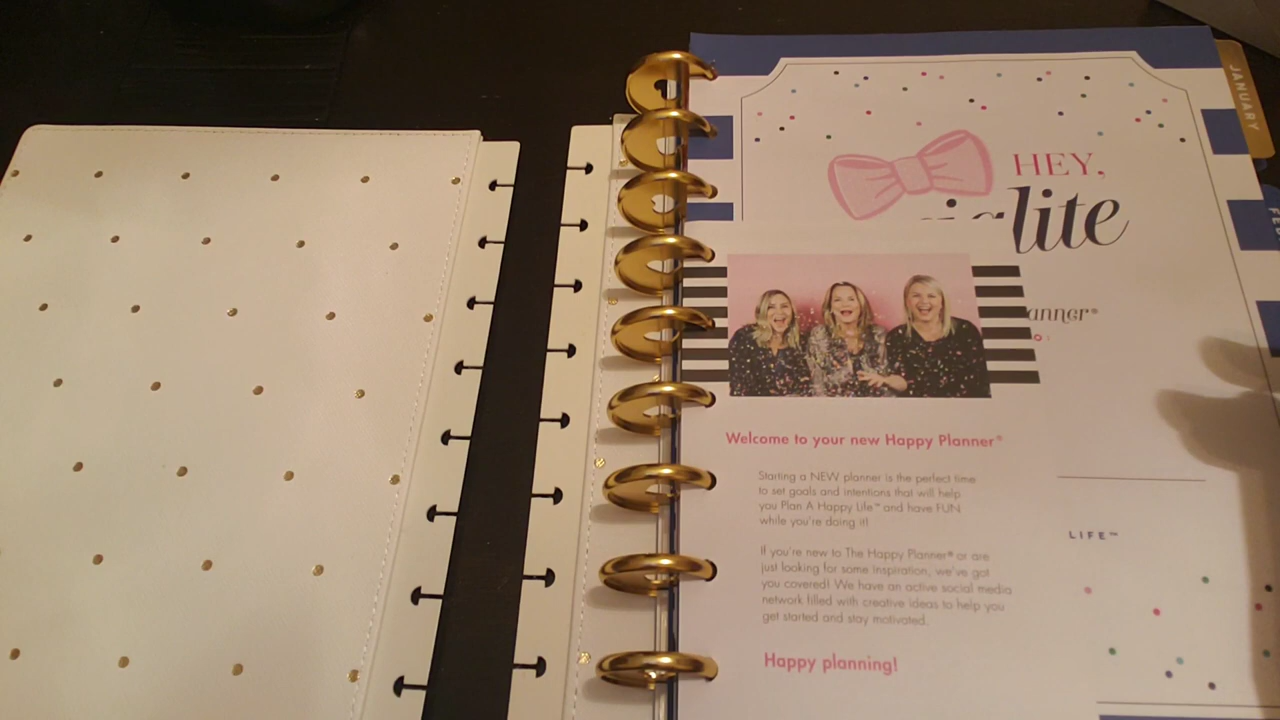 JANUARY
FEB
HEY,
lite
anner®
Welcome to your new Happy Planner®
Starting a NEW planner is the perfect time
to set goals and intentions that will help
you Plan A Happy Life™ and have FUN
while you're doing it!
If you're new to The Happy Planner® or are
just looking for some inspiration, we've got
you covered! We have an active social media
network filled with creative ideas to help you
get started and stay motivated.
Happy planning!
LIFE™